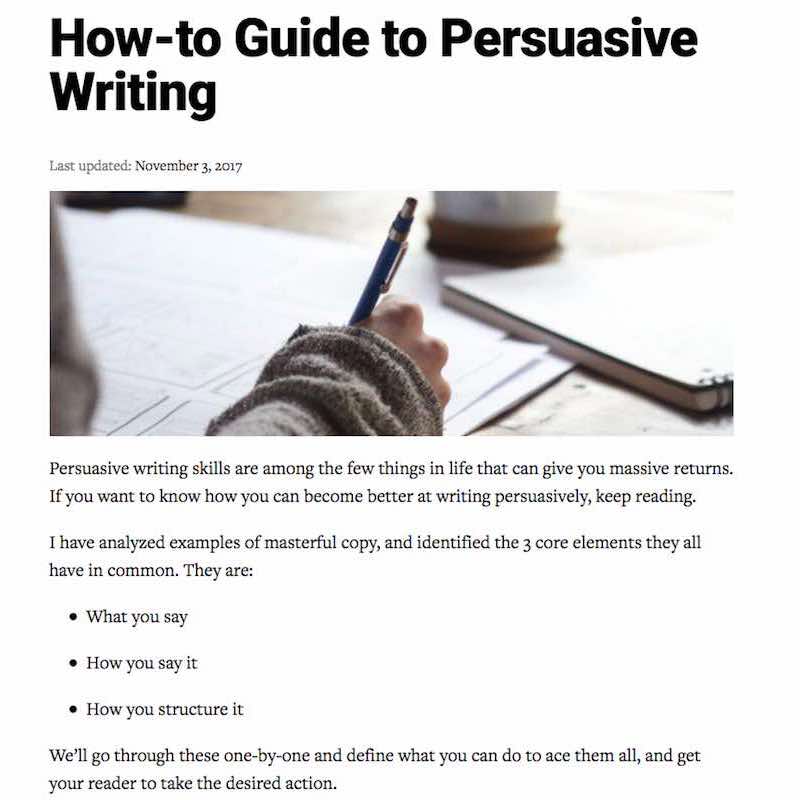 How-to Guide to Persuasive
Writing
Last updated: November 3, 2017
Persuasive writing skills are among the few things in life that can give you massive returns.
If you want to know how you can become better at writing persuasively, keep reading.
I have analyzed examples of masterful copy, and identified the 3 core elements they all
have in common. They are:
• What you say
• How you say it
• How you structure it
We’ll go through these one-by-one and define what you can do to ace them all, and get
your reader to take the desired action.